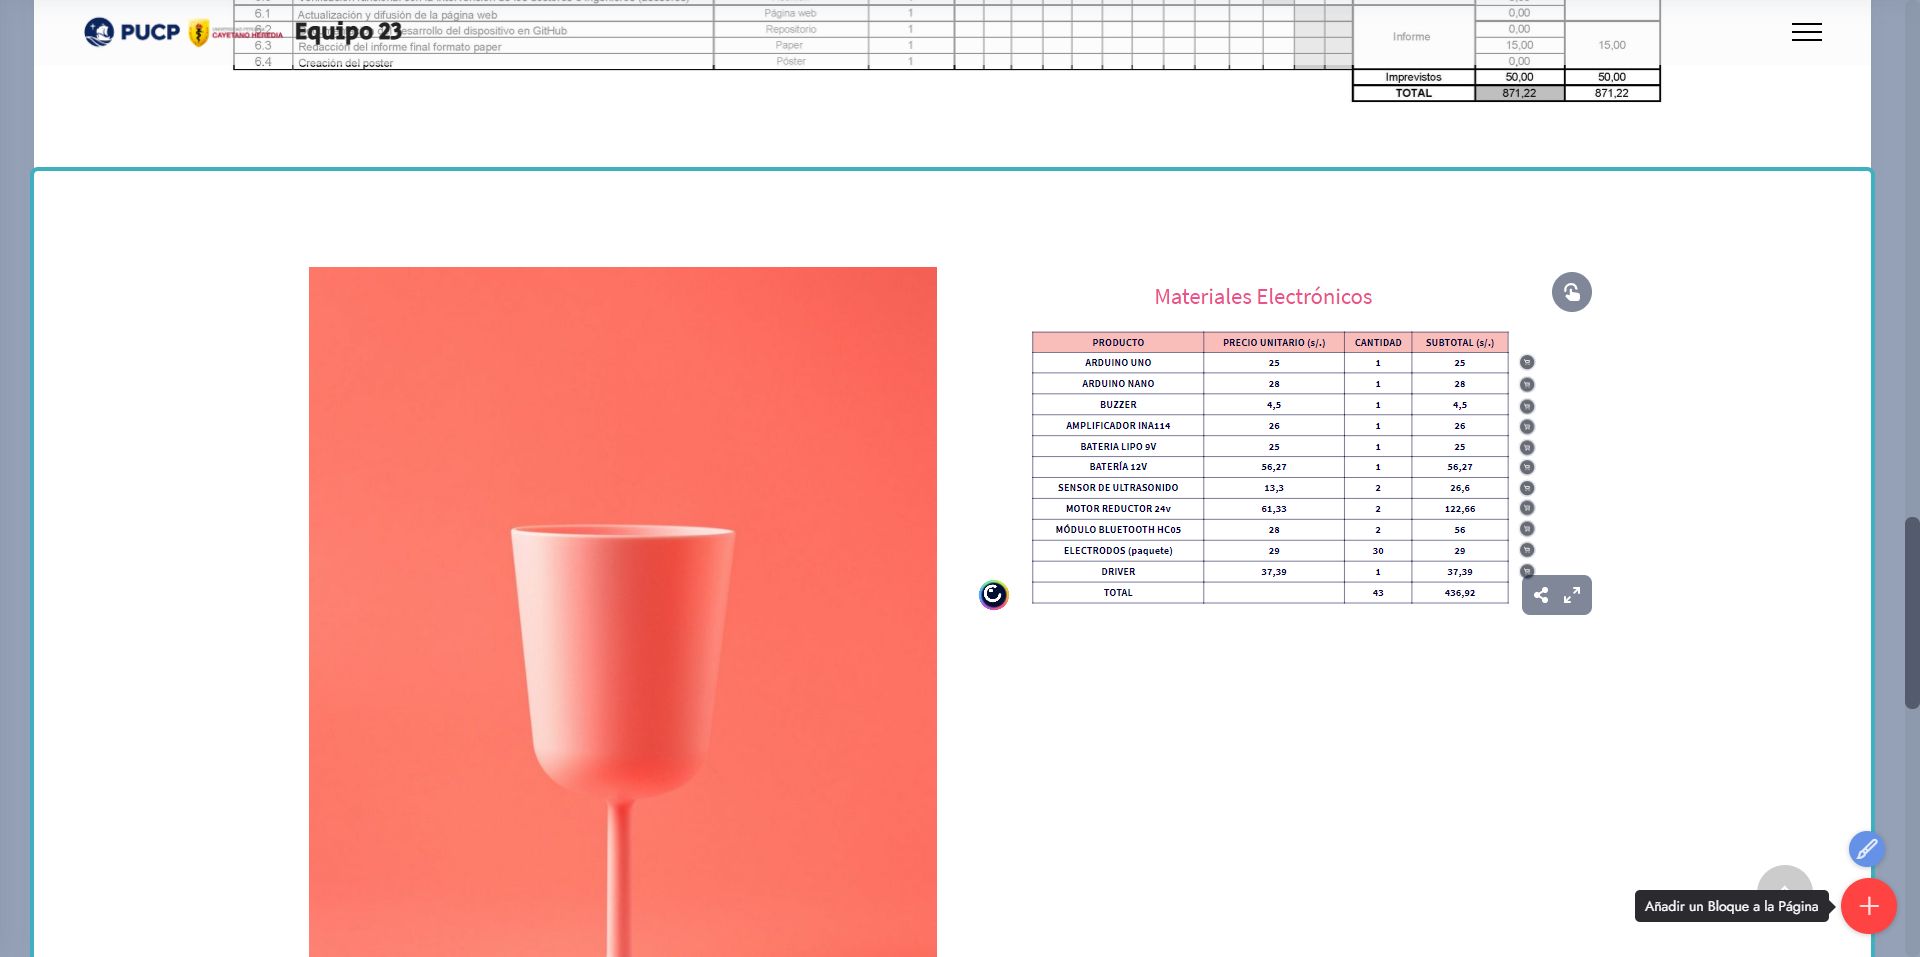 6.1 Actualización y difusión de la página web Página web 1 0,00
PUCP CAYETANO HEREDIA Equipo 23
6.2 desarrollo del dispositivo en GitHub Repositorio 1 0,00
Informe
6.3 Redacción del informe final formato paper Paper 1 15,00 15,00
6.4 Creación del poster Póster 1 0,00
Imprevistos 50,00 50,00
TOTAL 871,22 871,22
Materiales Electrónicos
PRODUCTO PRECIO UNITARIO (s/.) CANTIDAD SUBTOTAL (s/.)
ARDUINO UNO 25 1 25
ARDUINO NANO 28 1 28
BUZZER 4,5 1 4,5
AMPLIFICADOR INA114 26 1 26
BATERIA LIPO 9V 25 1 25
BATERÍA 12V 56,27 1 56,27
SENSOR DE ULTRASONIDO 13,3 2 26,6
MOTOR REDUCTOR 24v 61,33 2 122,66
MÓDULO BLUETOOTH HC05 28 2 56
ELECTRODOS (paquete) 29 30 29
DRIVER 37,39 1 37,39
TOTAL 43 436,92
Añadir un Bloque a la Página